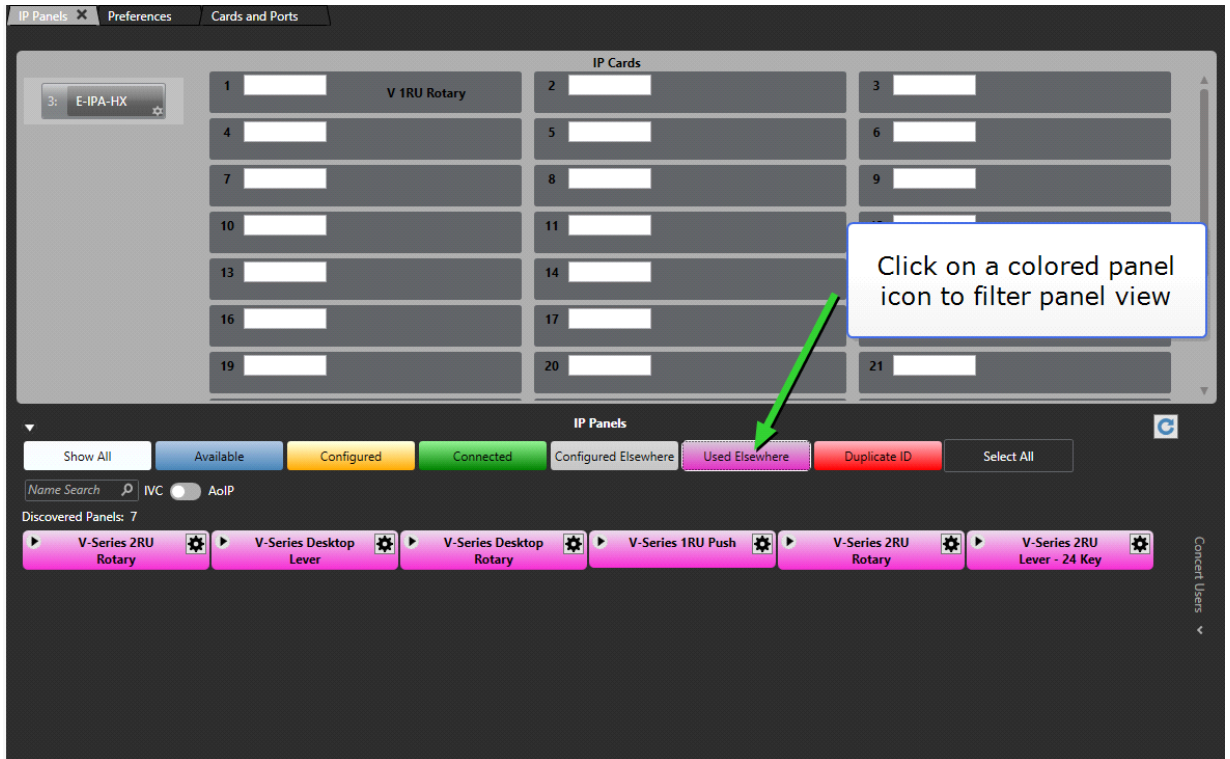 IP Panels Preferences Cards and Ports
IP Cards
3: E-IPA-HX
1 V 1RU Rotary 2 3
4 5 6
7 8 9
10 11
13 14
16 17
19 20 21
Click on a colored panel
icon to filter panel view
IP Panels
Show All Available Configured Connected Configured Elsewhere Used Elsewhere Duplicate ID Select All
Name Search IVC AoIP
Discovered Panels: 7
V-Series 2RU
Rotary
V-Series Desktop
Lever
V-Series Desktop
Rotary
V-Series 1RU Push
V-Series 2RU
Rotary
V-Series 2RU
Lever - 24 Key
Concert Users